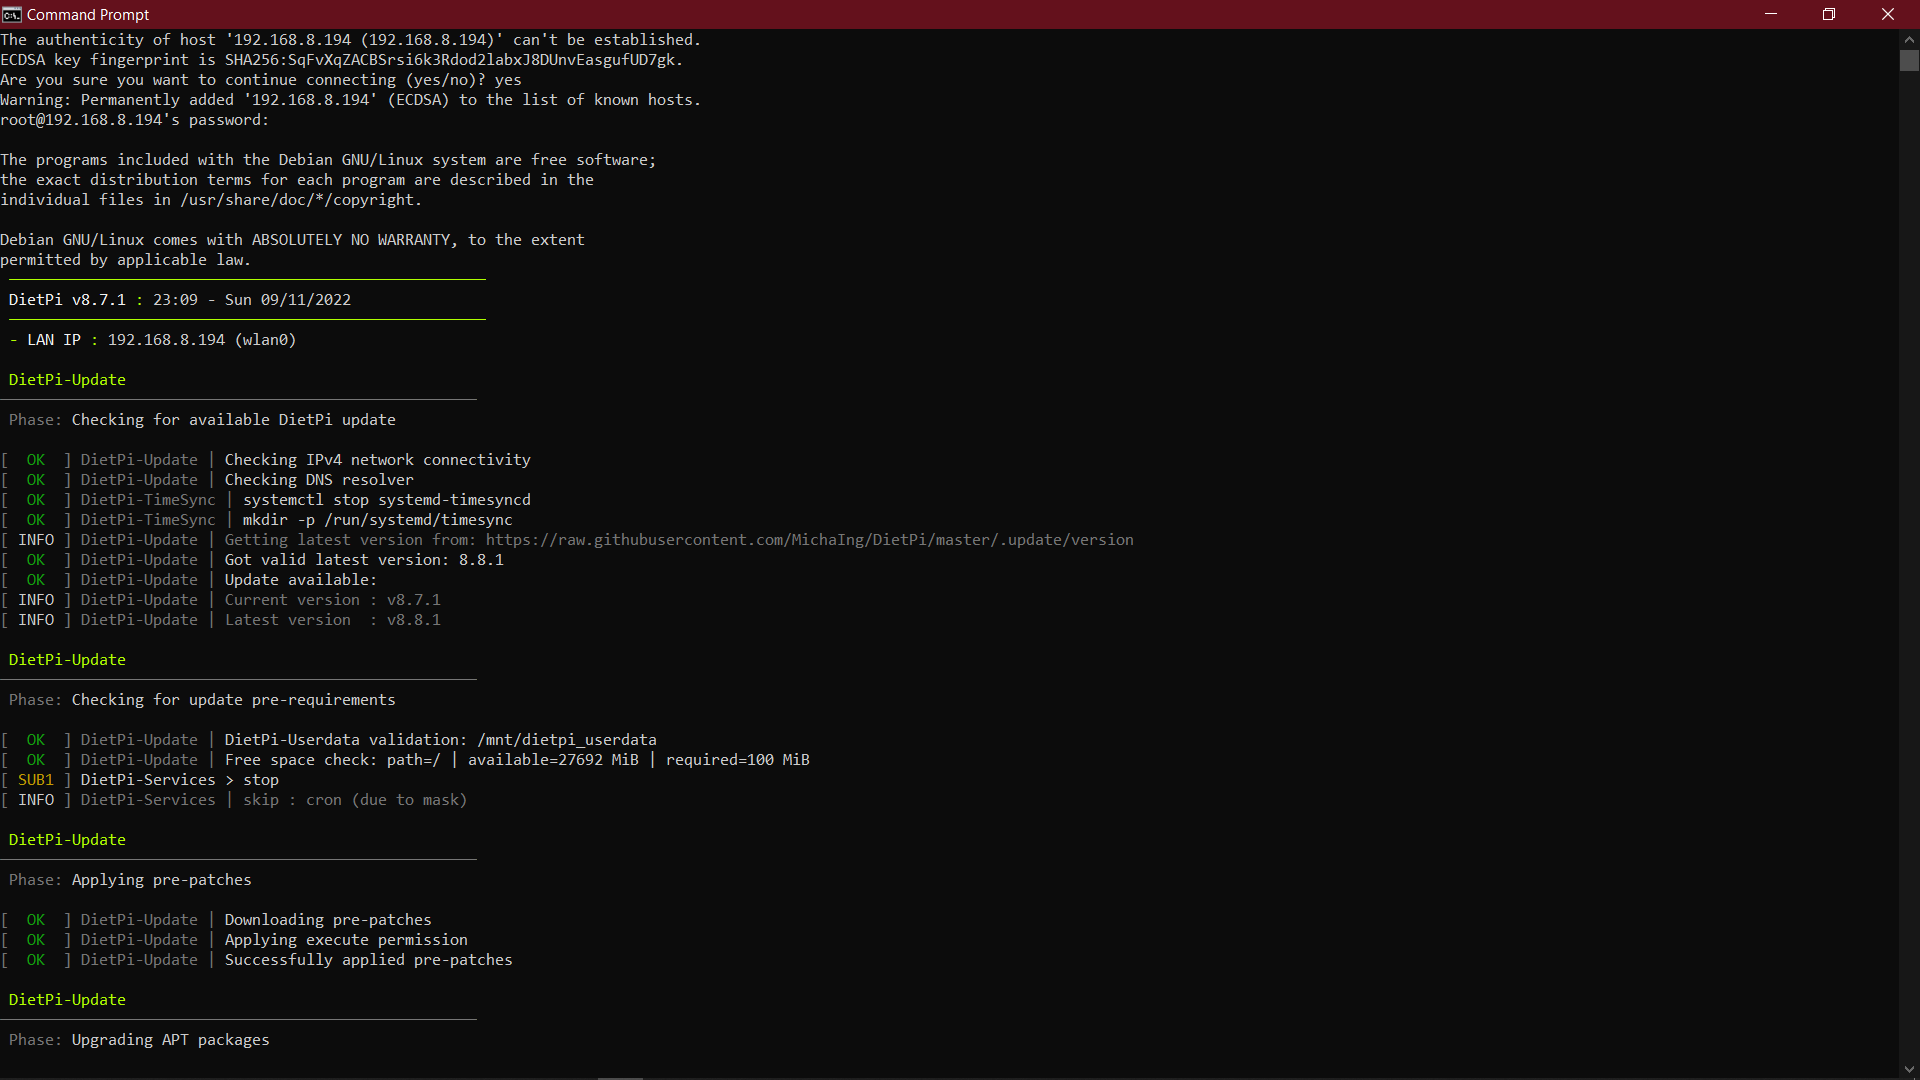 Command Prompt
The authenticity of host '192.168.8.194 (192.168.8.194)' can't be established.
ECDSA key fingerprint is SHA256:SqFvXqZACBSrsi6k3Rdod2labxJ8DUnvEasgufUD7gk.
Are you sure you want to continue connecting (yes/no)? yes
Warning: Permanently added '192.168.8.194' (ECDSA) to the list of known hosts.
root@192.168.8.194's password:
The programs included with the Debian GNU/Linux system are free software;
the exact distribution terms for each program are described in the
individual files in /usr/share/doc/*/copyright.
Debian GNU/Linux comes with ABSOLUTELY NO WARRANTY, to the extent
permitted by applicable law.
DietPi v8.7.1 : 23:09 - Sun 09/11/2022
- LAN IP : 192.168.8.194 (wlan0)
DietPi-Update
Phase: Checking for available DietPi update
[  OK  ] DietPi-Update | Checking IPv4 network connectivity
[  OK  ] DietPi-Update | Checking DNS resolver
[  OK  ] DietPi-TimeSync | systemctl stop systemd-timesyncd
[  OK  ] DietPi-TimeSync | mkdir -p /run/systemd/timesync
[ INFO ] DietPi-Update | Getting latest version from: https://raw.githubusercontent.com/MichaIng/DietPi/master/.update/version
[  OK  ] DietPi-Update | Got valid latest version: 8.8.1
[  OK  ] DietPi-Update | Update available:
[ INFO ] DietPi-Update | Current version : v8.7.1
[ INFO ] DietPi-Update | Latest version  : v8.8.1
DietPi-Update
Phase: Checking for update pre-requirements
[  OK  ] DietPi-Update | DietPi-Userdata validation: /mnt/dietpi_userdata
[  OK  ] DietPi-Update | Free space check: path=/ | available=27692 MiB | required=100 MiB
[ SUB1 ] DietPi-Services > stop
[ INFO ] DietPi-Services | skip : cron (due to mask)
DietPi-Update
Phase: Applying pre-patches
[  OK  ] DietPi-Update | Downloading pre-patches
[  OK  ] DietPi-Update | Applying execute permission
[  OK  ] DietPi-Update | Successfully applied pre-patches
DietPi-Update
Phase: Upgrading APT packages